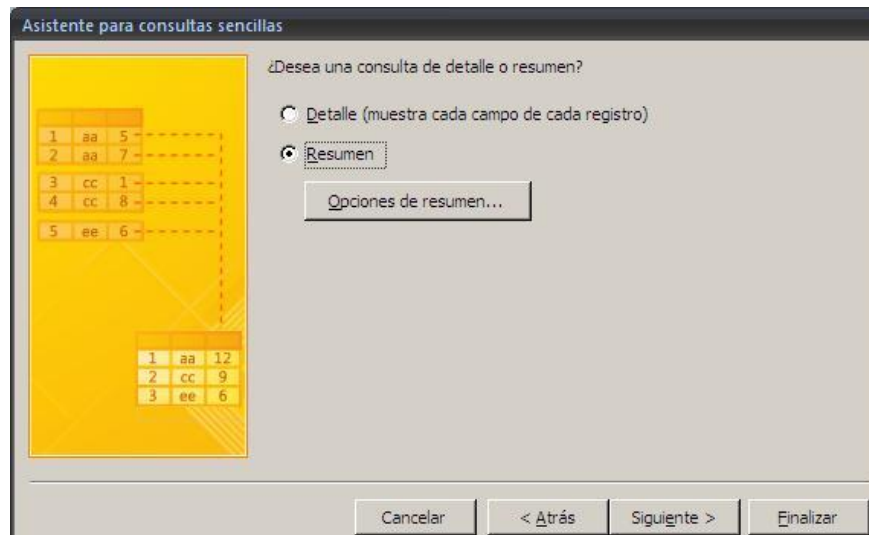 Asistente para consultas sencillas
¿Desea una consulta de detalle o resumen?
Detalle (muestra cada campo de cada registro)
Resumen
Opciones de resumen...
1 aa 5
2 aa 7
3 cc 1
4 cc 8
5 ee 6
1 aa 12
2 cc 9
3 ee 6
Cancelar < Atrás Siguiente > Finalizar